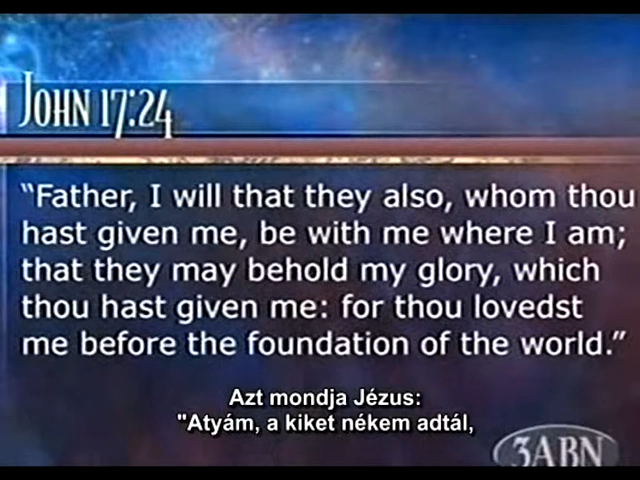 JOHN 17:24
“Father, I will that they also, whom thou
hast given me, be with me where I am;
that they may behold my glory, which
thou hast given me: for thou lovedst
me before the foundation of the world.”
Azt mondja Jézus:
"Atyám, a kiket nékem adtál,
3ABN